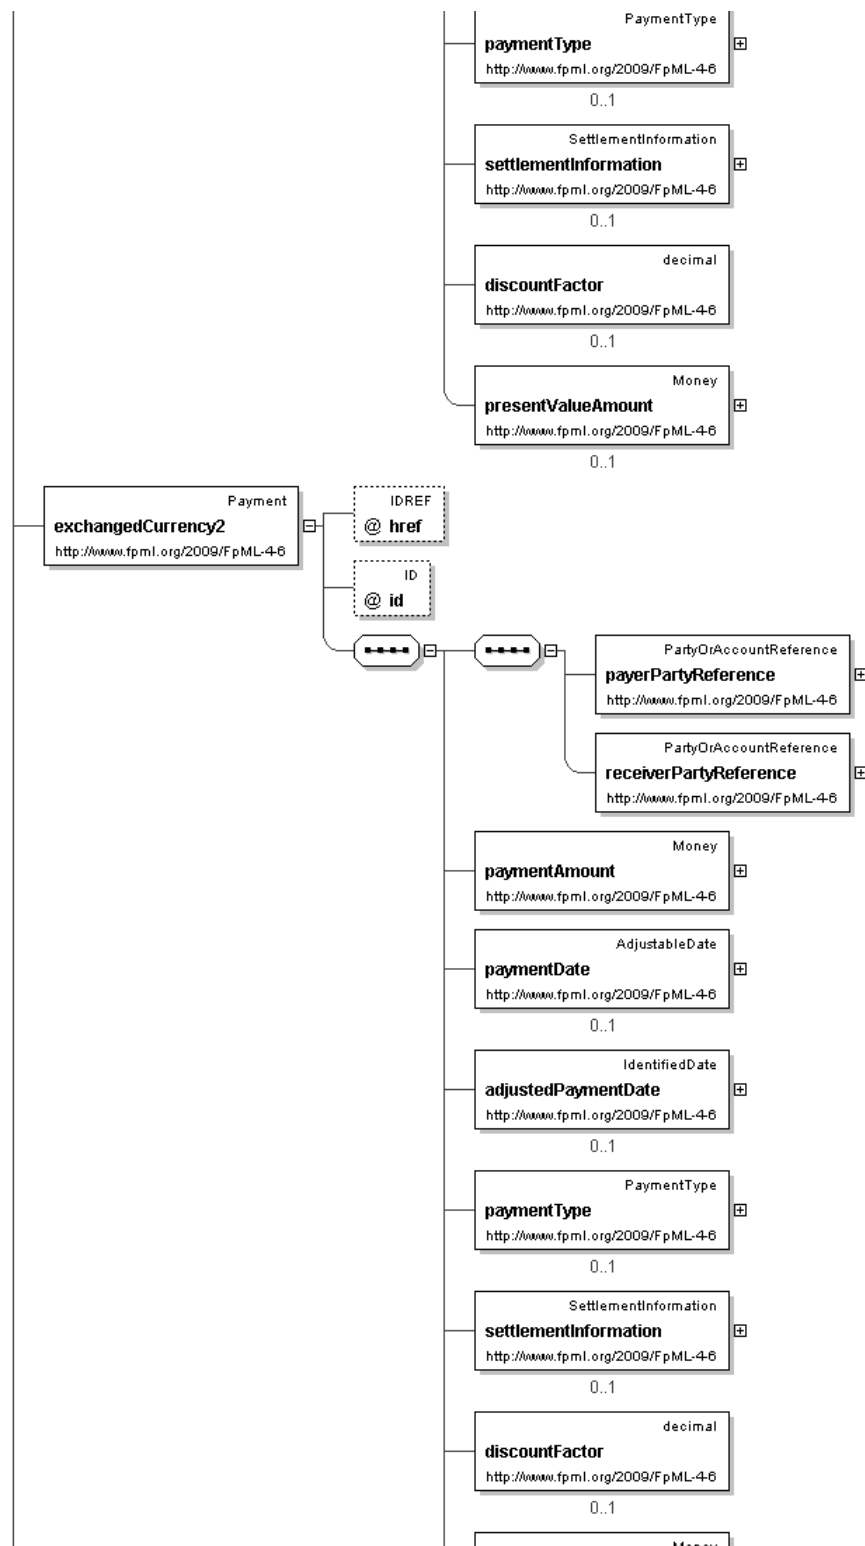 PaymentType
paymentType
http://www.fpml.org/2009/FpML-4-6
0..1
SettlementInformation
settlementInformation
http://www.fpml.org/2009/FpML-4-6
0..1
decimal
discountFactor
http://www.fpml.org/2009/FpML-4-6
0..1
Money
presentValueAmount
http://www.fpml.org/2009/FpML-4-6
0..1
Payment
exchangedCurrency2
http://www.fpml.org/2009/FpML-4-6
IDREF
@ href
ID
@ id
PartyOrAccountReference
payerPartyReference
http://www.fpml.org/2009/FpML-4-6
PartyOrAccountReference
receiverPartyReference
http://www.fpml.org/2009/FpML-4-6
Money
paymentAmount
http://www.fpml.org/2009/FpML-4-6
AdjustableDate
paymentDate
http://www.fpml.org/2009/FpML-4-6
0..1
IdentifiedDate
adjustedPaymentDate
http://www.fpml.org/2009/FpML-4-6
0..1
PaymentType
paymentType
http://www.fpml.org/2009/FpML-4-6
0..1
SettlementInformation
settlementInformation
http://www.fpml.org/2009/FpML-4-6
0..1
decimal
discountFactor
http://www.fpml.org/2009/FpML-4-6
0..1
Money